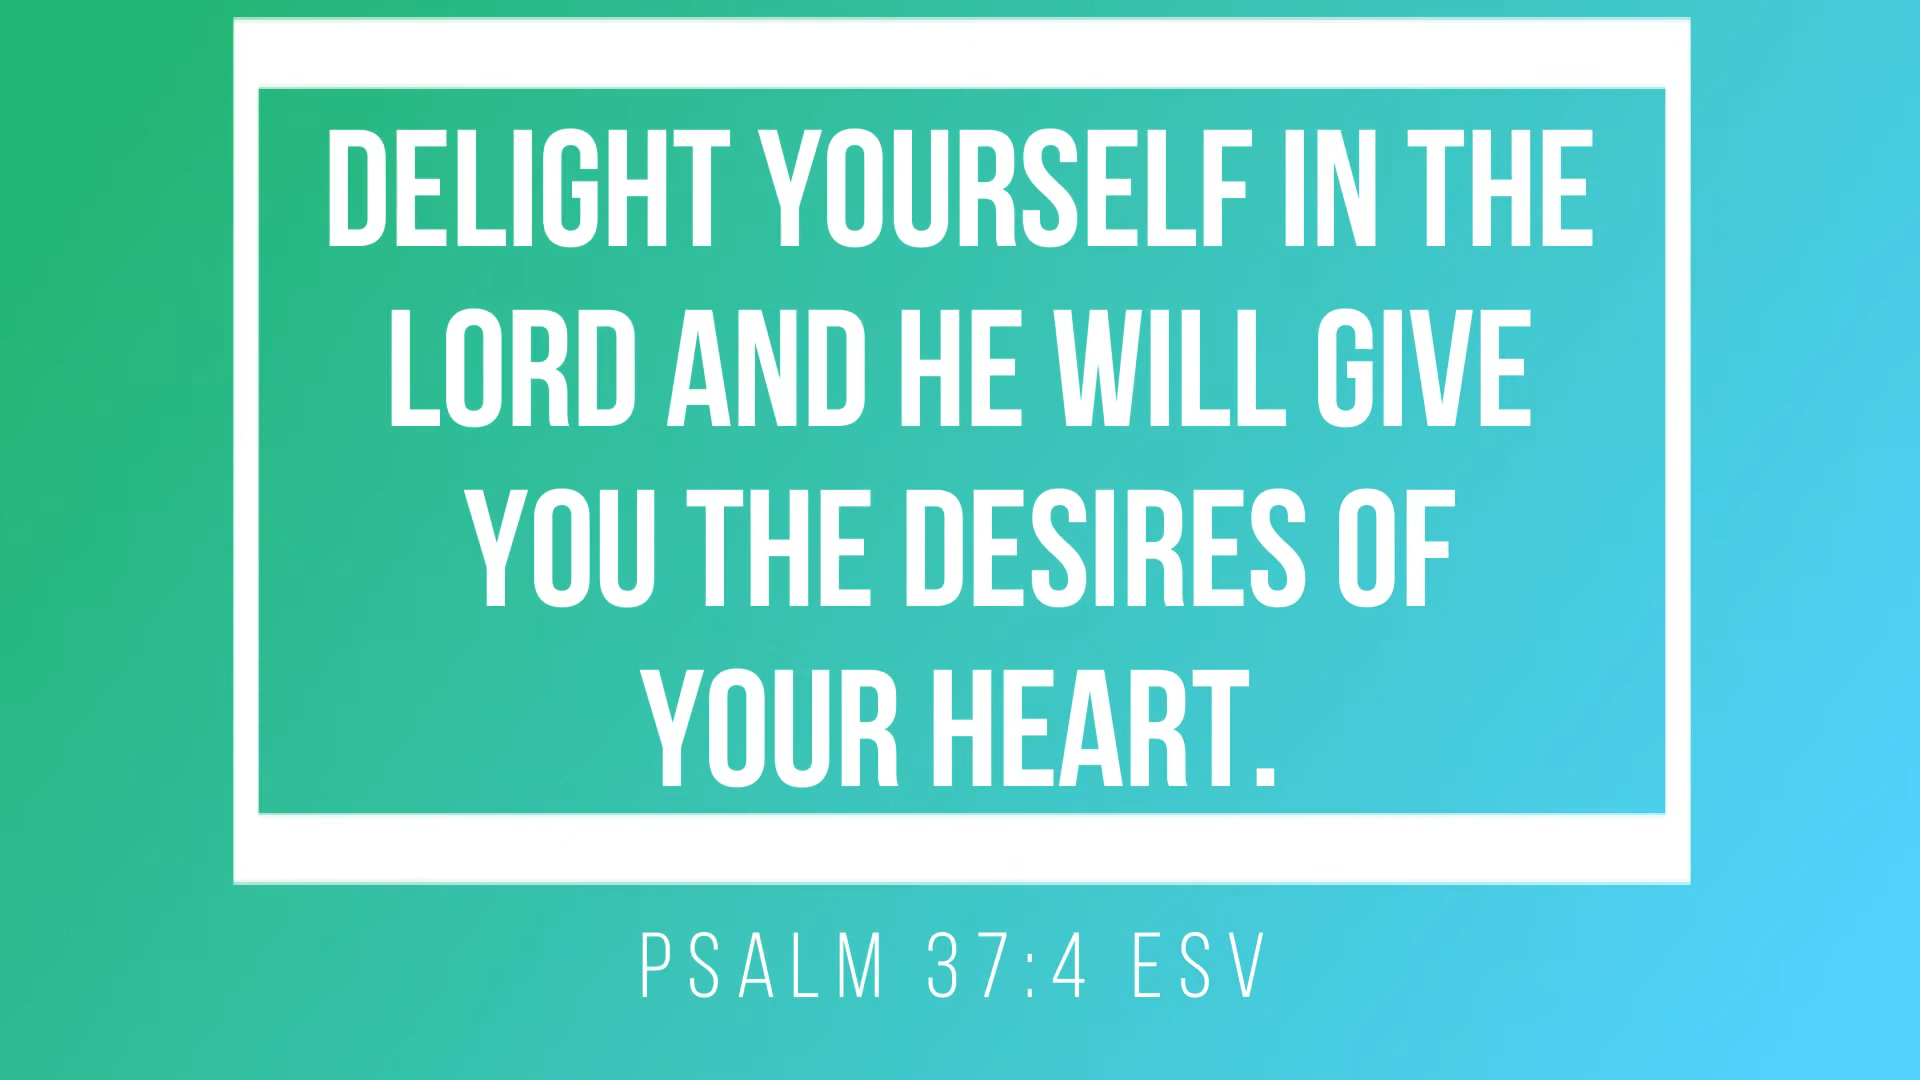 DELIGHT YOURSELF IN THE
LORD AND HE WILL GIVE
YOU THE DESIRES OF
YOUR HEART.
PSALM 37:4 ESV